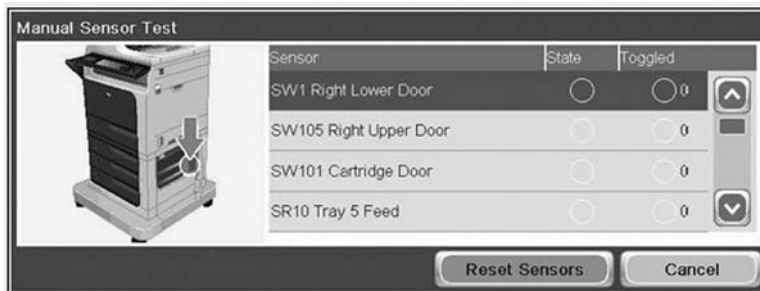 Manual Sensor Test
Sensor State Toggled
SW1 Right Lower Door 0
SW105 Right Upper Door 0
SW101 Cartridge Door 0
SR10 Tray 5 Feed 0
Reset Sensors Cancel